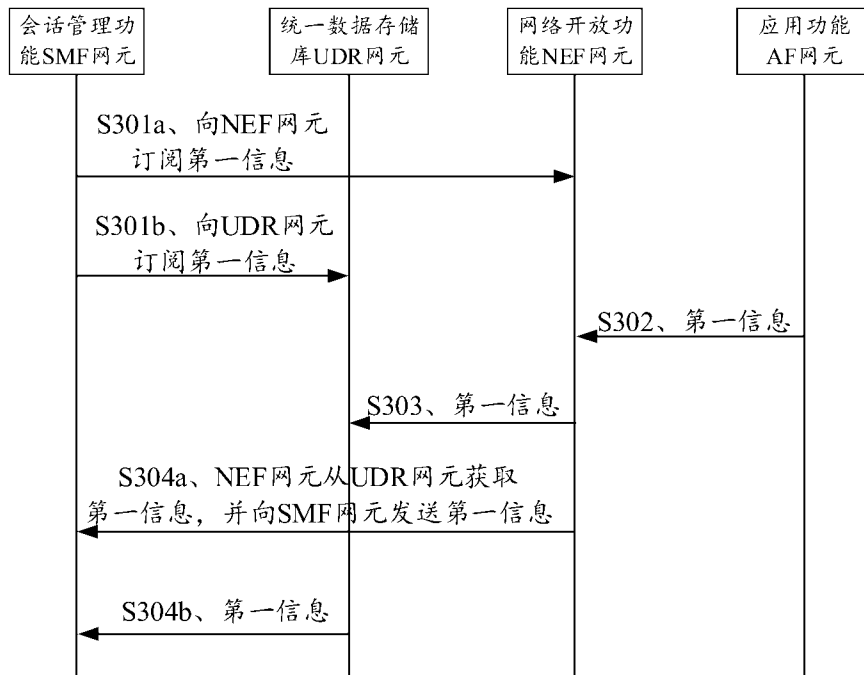 会话管理功
能SMF网元
统一数据存储
库UDR网元
网络开放功
能NEF网元
应用功能
AF网元
S301a、向NEF网元
订阅第一信息
S301b、向UDR网元
订阅第一信息
S302、第一信息
S303、第一信息
S304a、NEF网元从UDR网元获取
第一信息，并向SMF网元发送第一信息
S304b、第一信息